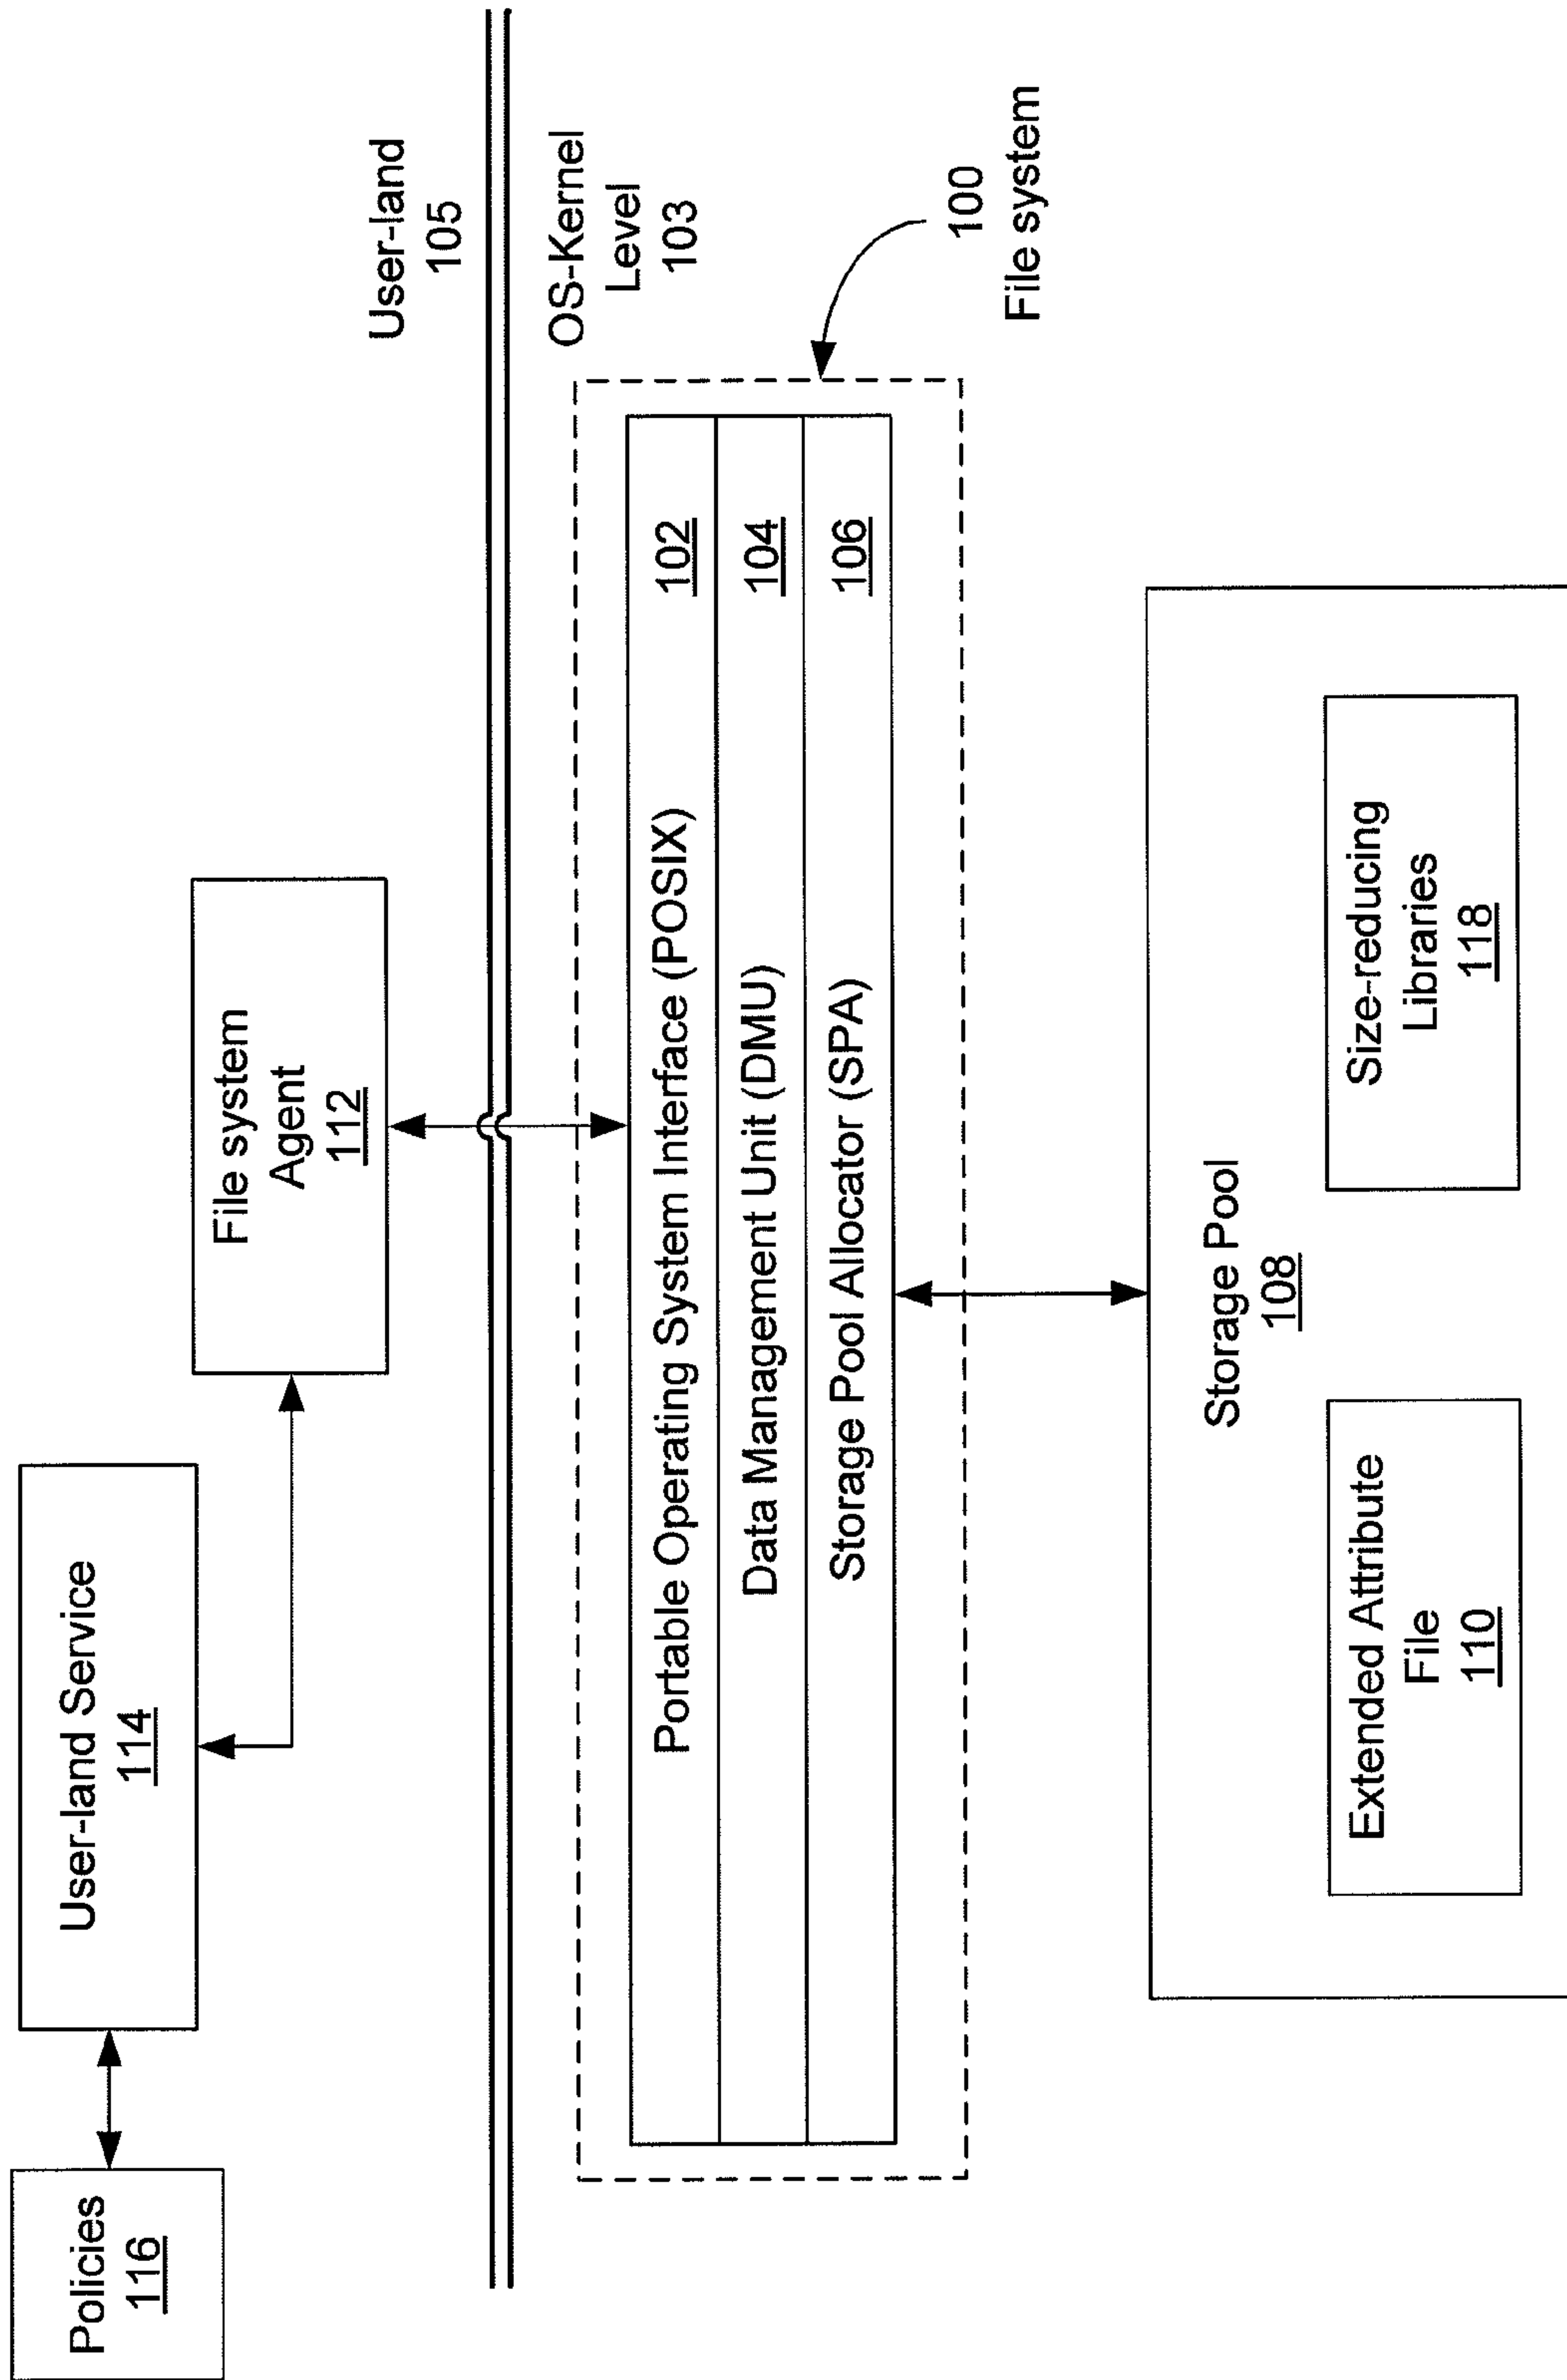 Policies
116
User-land Service
114
File system
Agent
112
User-land
105
OS-Kernel
Level
103
Portable Operating System Interface (POSIX)
102
Data Management Unit (DMU)
104
Storage Pool Allocator (SPA)
106
100
File system
Storage Pool
108
Extended Attribute
File
110
Size-reducing
Libraries
118